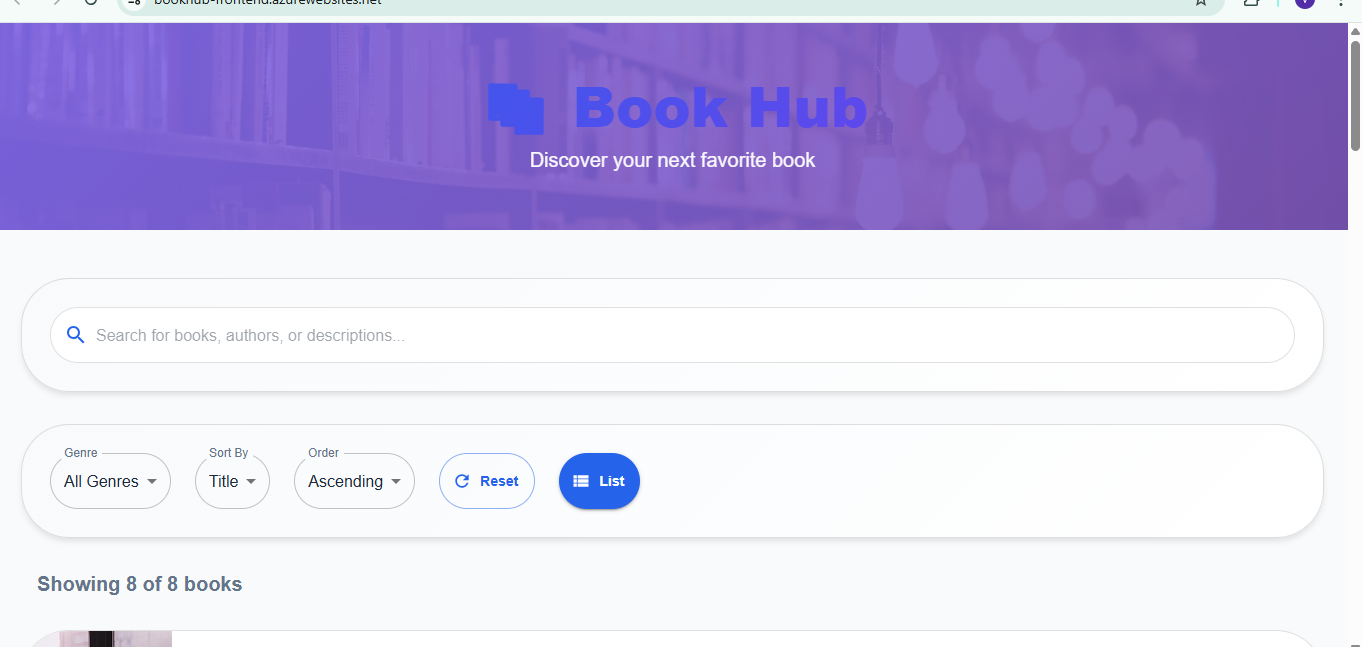 bookhub-frontend.azurewebsites.net
Book Hub
Discover your next favorite book
Search for books, authors, or descriptions...
Genre
Sort By
Order
All Genres
Title
Ascending
Reset
List
Showing 8 of 8 books